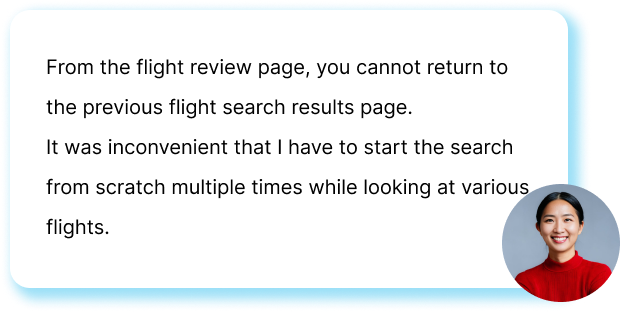 From the flight review page, you cannot return to
the previous flight search results page.
It was inconvenient that I have to start the search
from scratch multiple times while looking at various
flights.